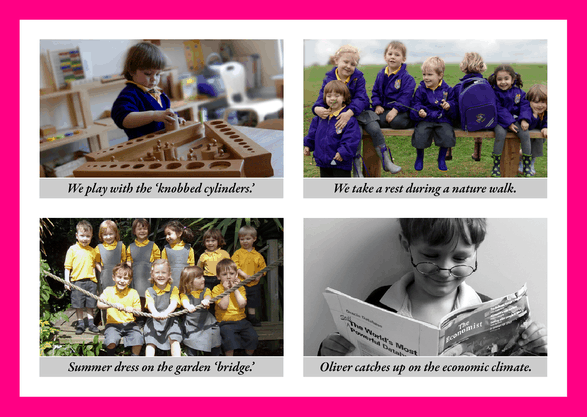 We play with the ‘knobbed cylinders.’
We take a rest during a nature walk.
Summer dress on the garden ‘bridge.’
The World's Most
Powerful
The Economist
Oliver catches up on the economic climate.